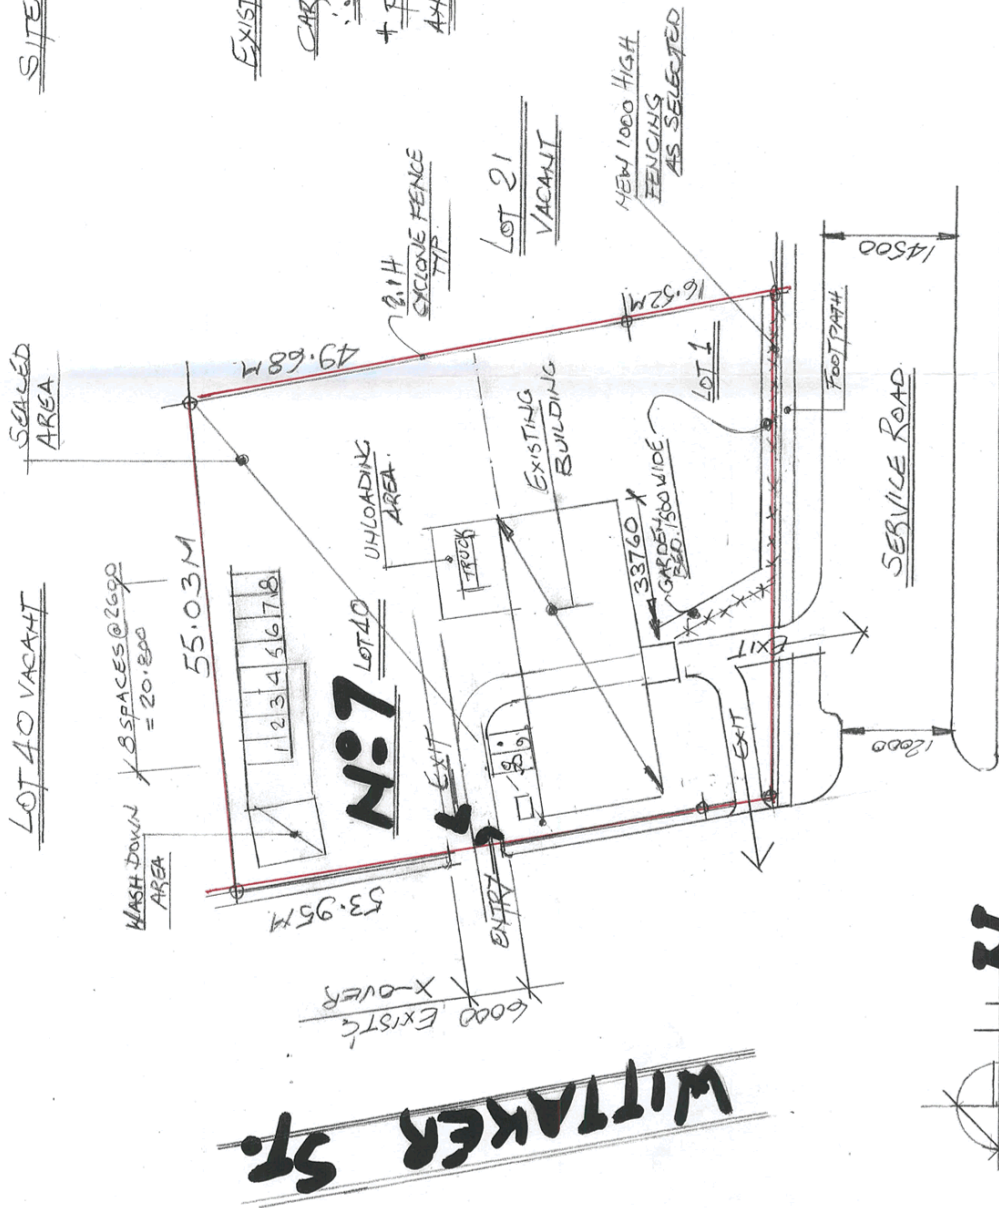 LOT 40 VACANT
SEALED
AREA
SITE
WASH DOWN
AREA
8 SPACES @ 2600
= 20.800
55.03M
49.68M
53.95M
16.52M
1 2 3 4 5 6 7 8
No 7
LOT 40
UNLOADING
AREA.
TRUCK
2.1H
CYCLONE FENCE
TYP.
EXIST
LOT 21
VACANT
EXIT
ENTRY
EXISTING
BUILDING
33760
GARDEN
BED. 1500 WIDE
LOT 1
NEW 1000 HIGH
FENCING
AS SELECTED
6000 EXIST'G
X-OVER
EXIT
EXIT
FOOTPATH
14500
12000
SERVICE ROAD
WITTAKER ST.